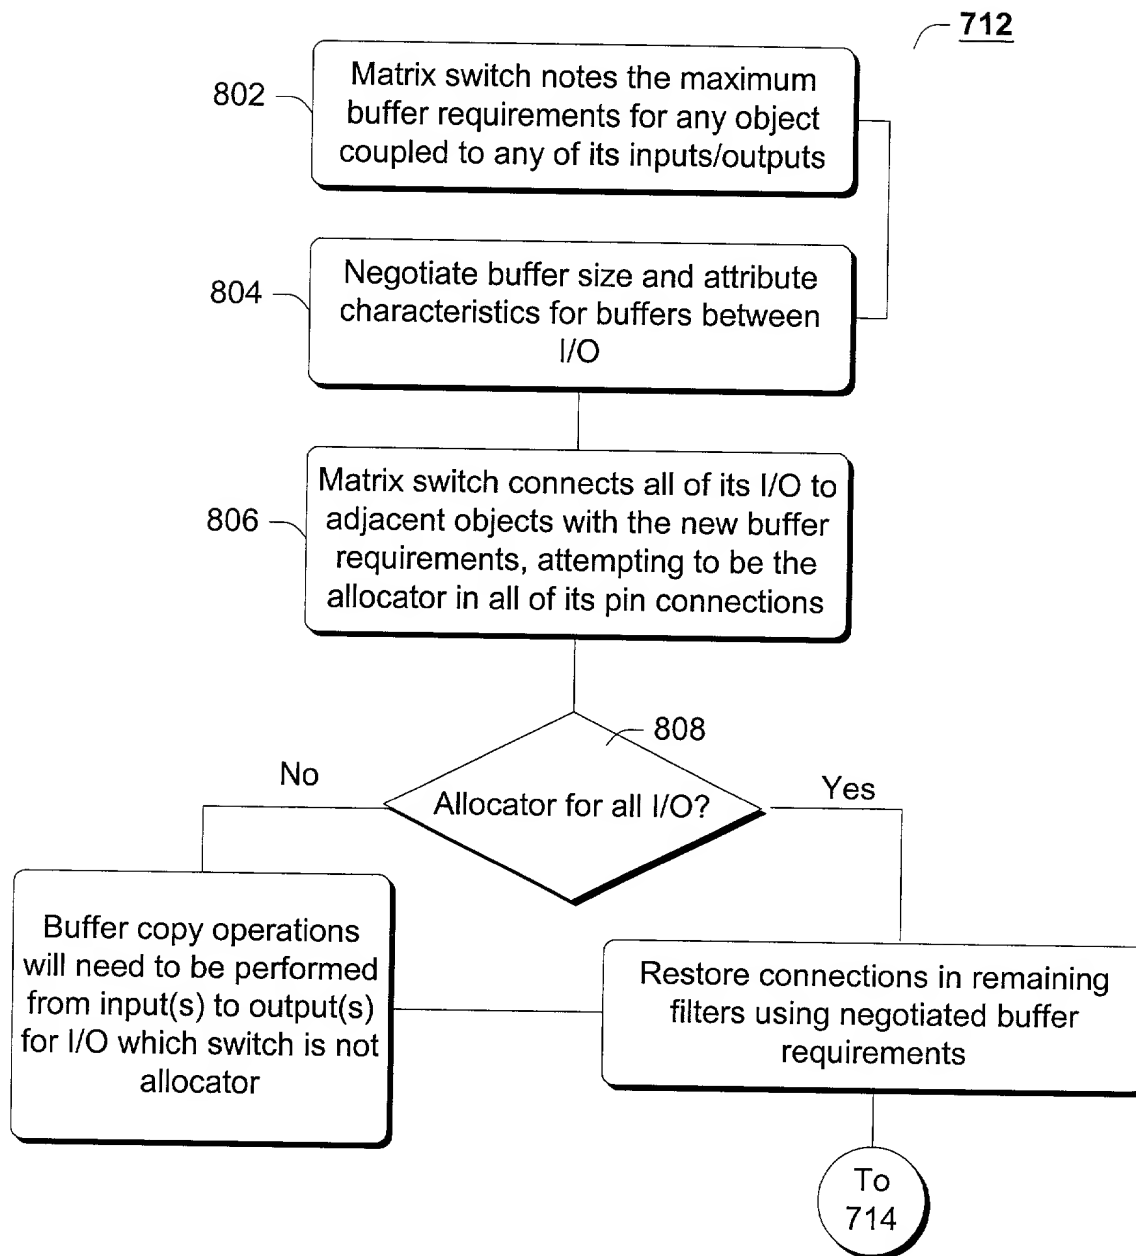 712
802
Matrix switch notes the maximum
buffer requirements for any object
coupled to any of its inputs/outputs
804
Negotiate buffer size and attribute
characteristics for buffers between
I/O
806
Matrix switch connects all of its I/O to
adjacent objects with the new buffer
requirements, attempting to be the
allocator in all of its pin connections
808
No
Allocator for all I/O?
Yes
Buffer copy operations
will need to be performed
from input(s) to output(s)
for I/O which switch is not
allocator
Restore connections in remaining
filters using negotiated buffer
requirements
To
714